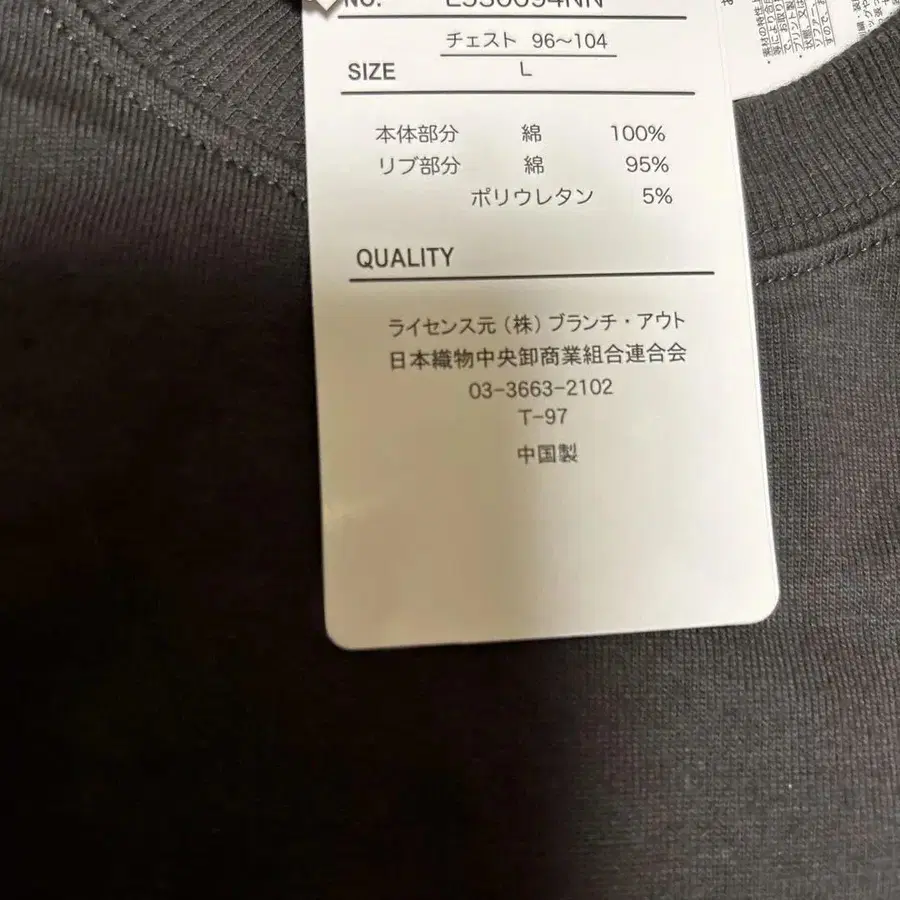 NO. L530094NN
チェスト 96〜104
SIZE L
本体部分 綿 100%
リブ部分 綿 95%
ポリウレタン 5%
QUALITY
ライセンス元(株)ブランチ・アウト
日本織物中央卸商業組合連合会
03-3663-2102
T-97
中国製